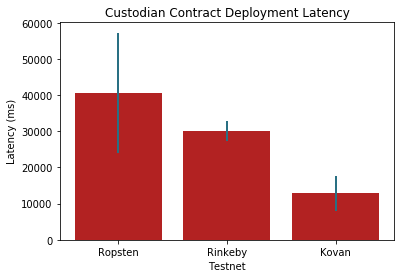 Custodian Contract Deployment Latency
60000
50000
40000
30000
20000
10000
0
Latency (ms)
Ropsten
Rinkeby
Kovan
Testnet